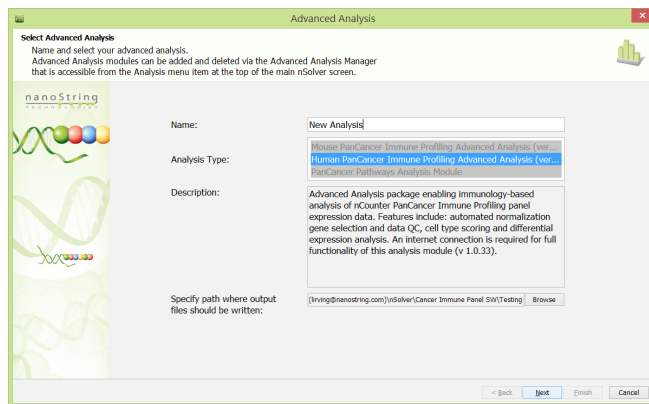 Advanced Analysis
Select Advanced Analysis
Name and select your advanced analysis.
Advanced Analysis modules can be added and deleted via the Advanced Analysis Manager
that is accessible from the Analysis menu item at the top of the main nSolver screen.
nanoString
TECHNOLOGIES
Name:
New Analysis
Analysis Type:
Mouse PanCancer Immune Profiling Advanced Analysis (ver...
Human PanCancer Immune Profiling Advanced Analysis (ver...
PanCancer Pathways Analysis Module
Description:
Advanced Analysis package enabling immunology-based
analysis of nCounter PanCancer Immune Profiling panel
expression data. Features include: automated normalization
gene selection and data QC, cell type scoring and differential
expression analysis. An internet connection is required for full
functionality of this analysis module (v 1.0.33).
Specify path where output
files should be written:
(lirving@nanostring.com)\nSolver\Cancer Immune Panel SW\Testing
Browse
< Back
Next
Finish
Cancel